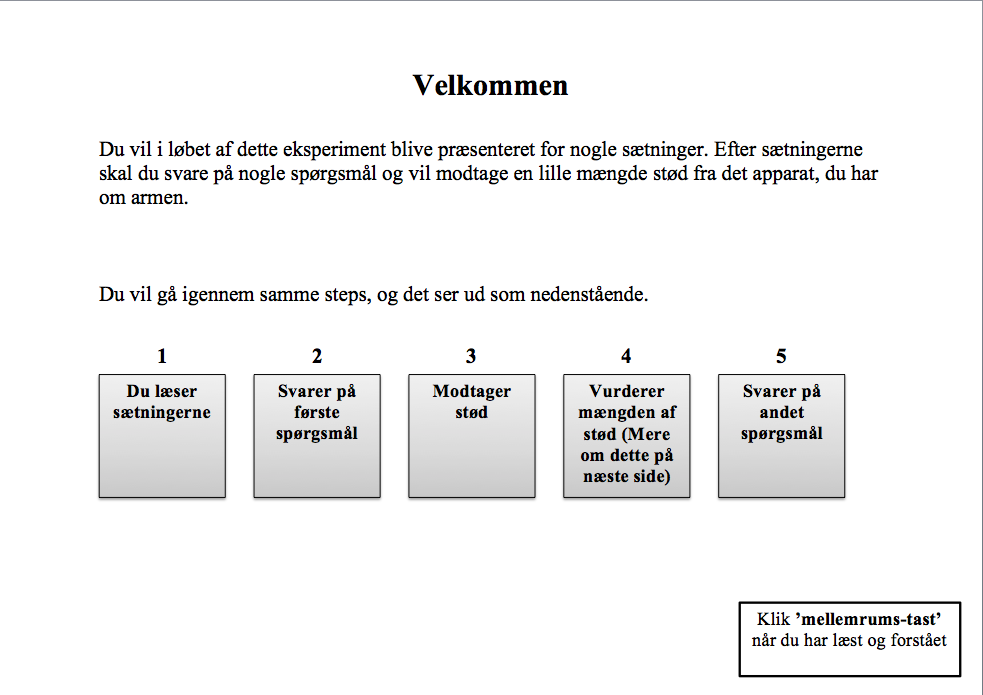 Velkommen
Du vil i løbet af dette eksperiment blive præsenteret for nogle sætninger. Efter sætningerne
skal du svare på nogle spørgsmål og vil modtage en lille mængde stød fra det apparat, du har
om armen.
Du vil gå igennem samme steps, og det ser ud som nedenstående.
1
Du læser
sætningerne
2
Svarer på
første
spørgsmål
3
Modtager
stød
4
Vurderer
mængden af
stød (Mere
om dette på
næste side)
5
Svarer på
andet
spørgsmål
Klik ’mellemrums-tast’
når du har læst og forstået